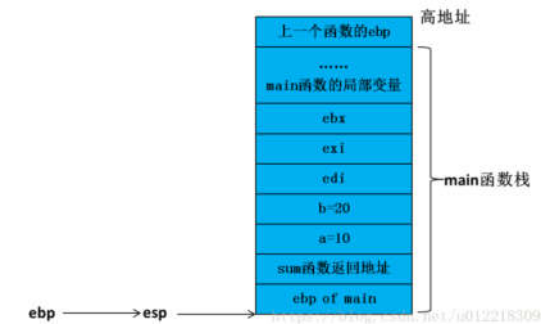 高地址
上一个函数的ebp
......
main函数的局部变量
ebx
exi
edi
main函数栈
b=20
a=10
sum函数返回地址
ebp of main
ebp
esp